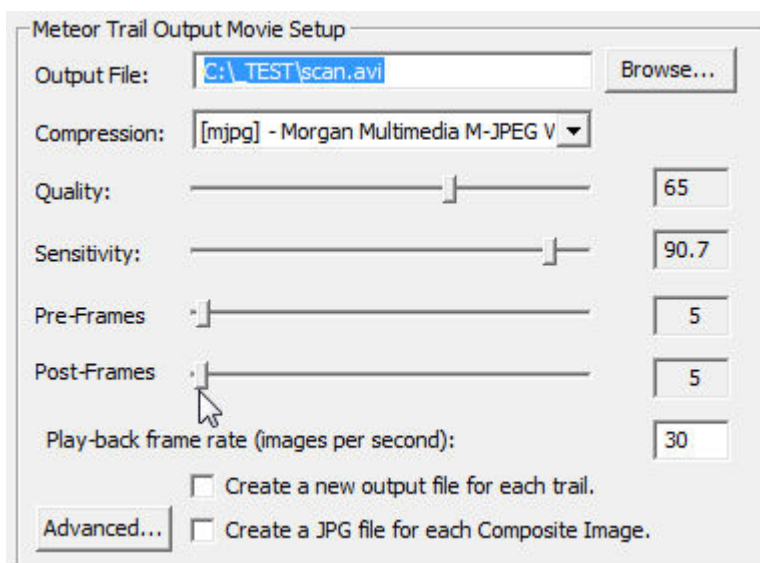 Meteor Trail Output Movie Setup
Output File: C:\_TEST\scan.avi Browse...
Compression: [mjpg] - Morgan Multimedia M-JPEG V
Quality: 65
Sensitivity: 90.7
Pre-Frames 5
Post-Frames 5
Play-back frame rate (images per second): 30
Create a new output file for each trail.
Advanced... Create a JPG file for each Composite Image.